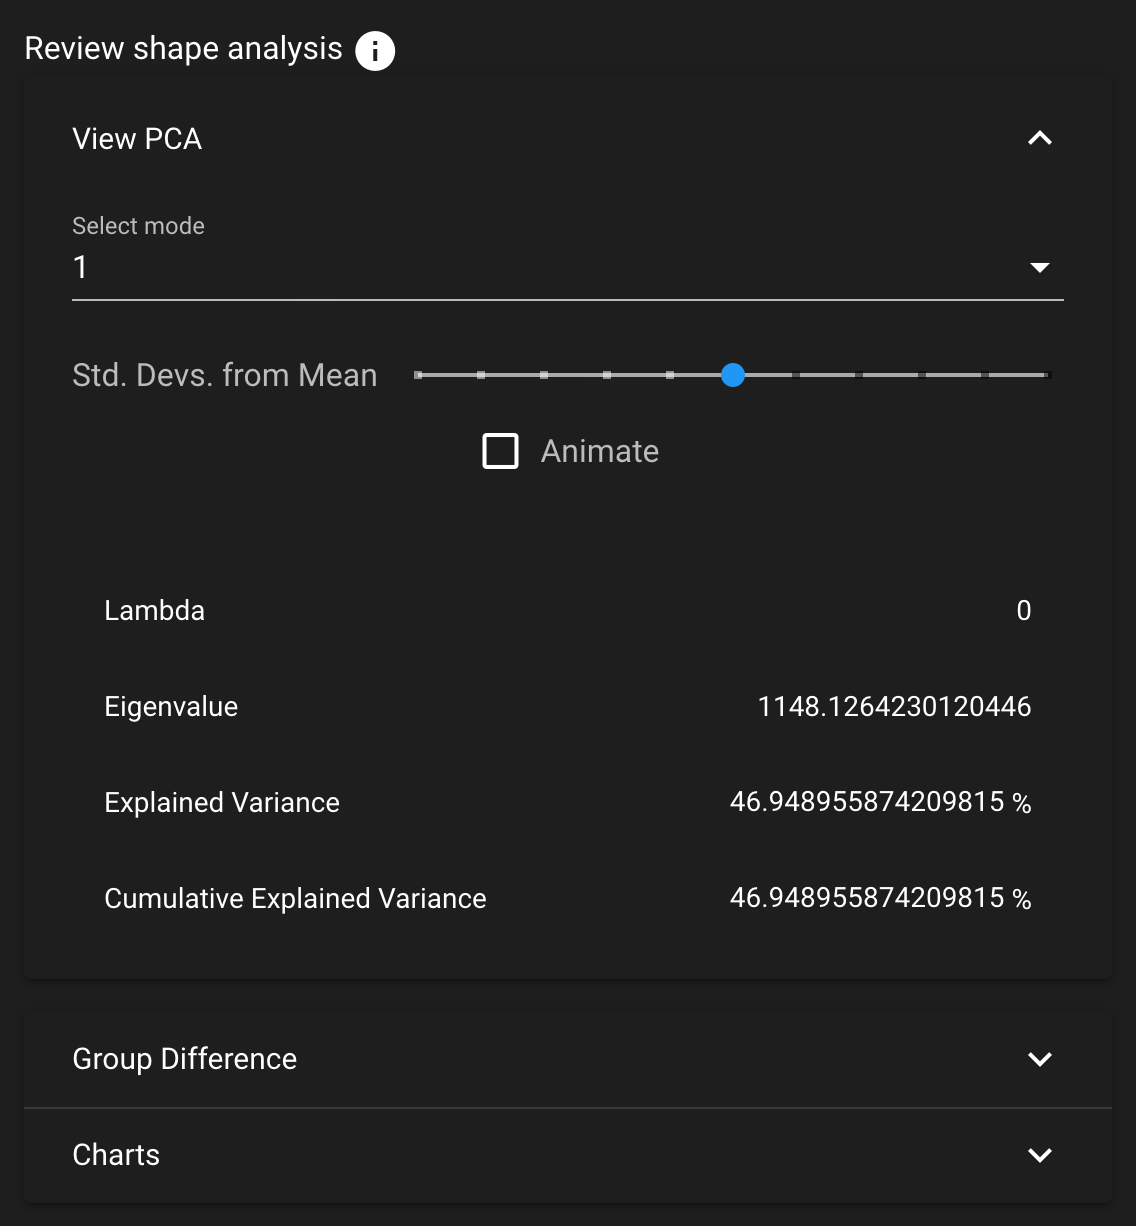 Review shape analysis i
View PCA
Select mode
1
Std. Devs. from Mean
Animate
Lambda 0
Eigenvalue 1148.1264230120446
Explained Variance 46.948955874209815 %
Cumulative Explained Variance 46.948955874209815 %
Group Difference
Charts